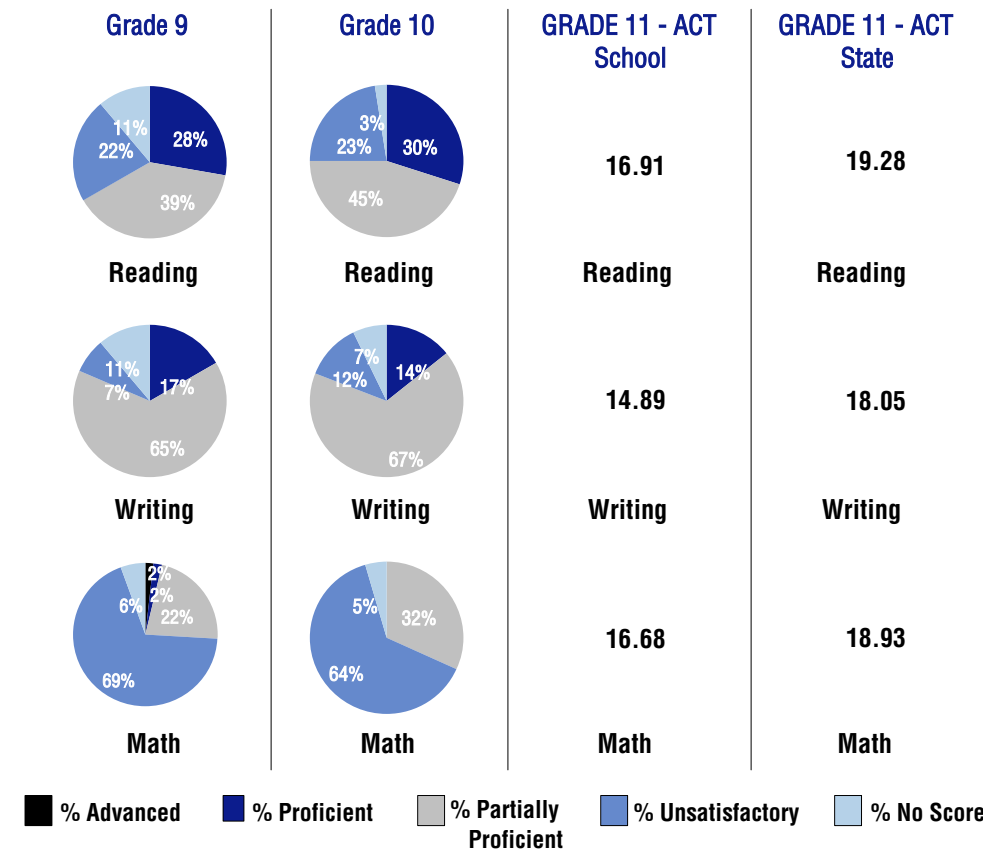 Grade 9
Grade 10
GRADE 11 - ACT
School
GRADE 11 - ACT
State
11%
28%
22%
39%
3%
23%
30%
45%
16.91
19.28
Reading
Reading
Reading
Reading
11%
7%
17%
65%
7%
12%
14%
67%
14.89
18.05
Writing
Writing
Writing
Writing
2%
2%
6%
22%
69%
5%
32%
64%
16.68
18.93
Math
Math
Math
Math
% Advanced
% Proficient
% Partially
Proficient
% Unsatisfactory
% No Score